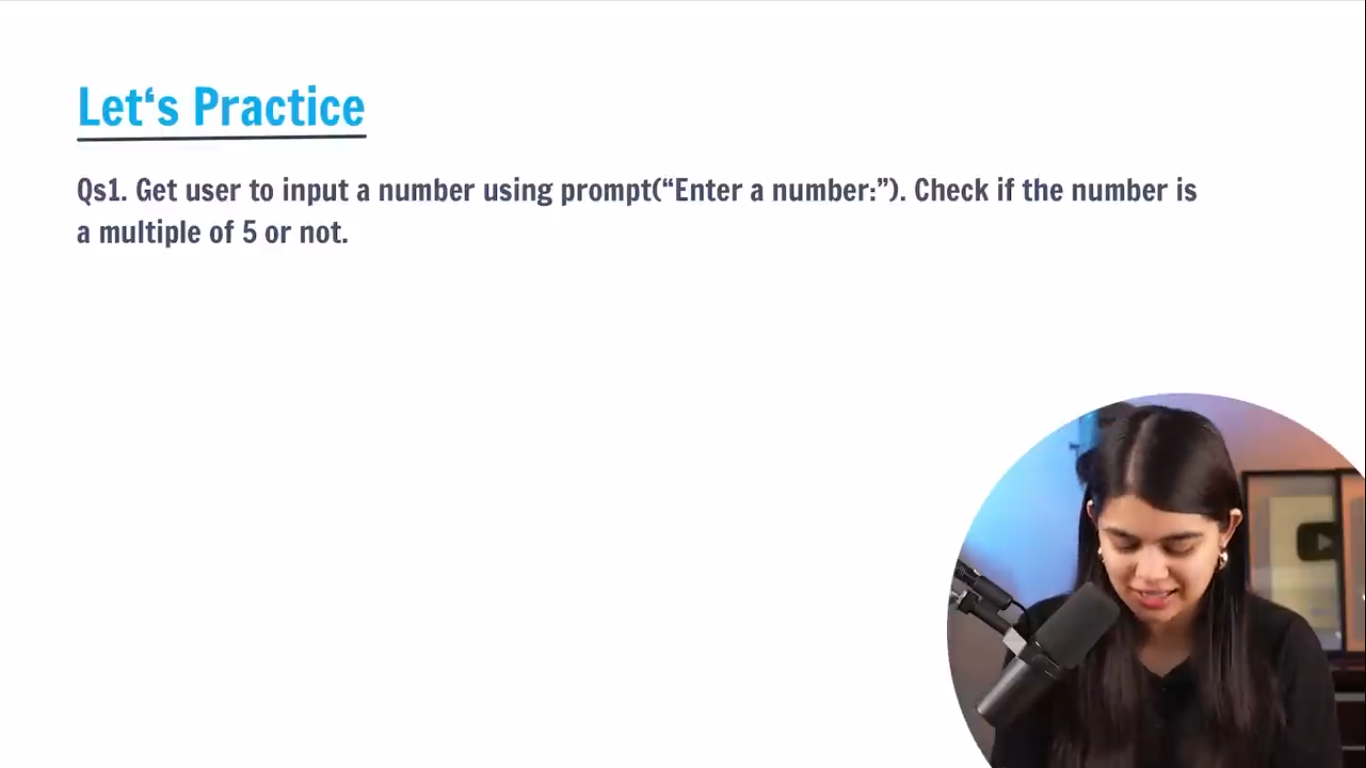 Let‘s Practice
Qs1. Get user to input a number using prompt(“Enter a number:”). Check if the number is
a multiple of 5 or not.